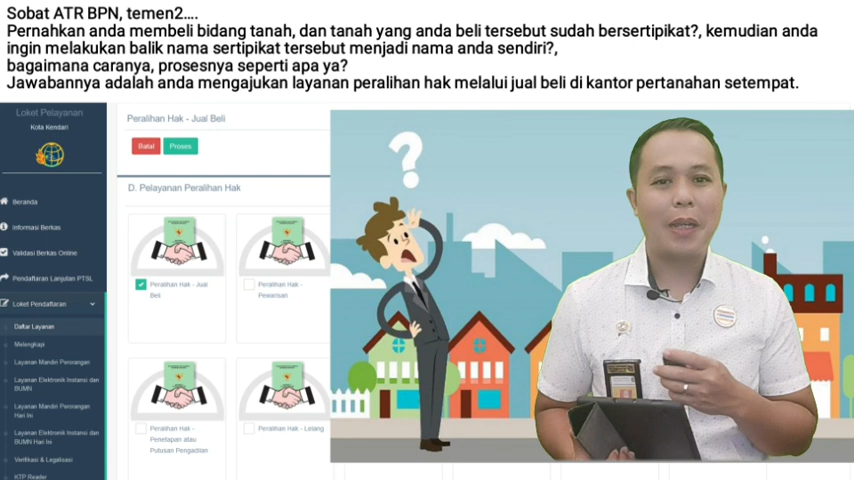 Sobat ATR BPN, temen2....
Pernahkan anda membeli bidang tanah, dan tanah yang anda beli tersebut sudah bersertipikat?, kemudian anda
ingin melakukan balik nama sertipikat tersebut menjadi nama anda sendiri?,
bagaimana caranya, prosesnya seperti apa ya?
Jawabannya adalah anda mengajukan layanan peralihan hak melalui jual beli di kantor pertanahan setempat.
Loket Pelayanan
Kota Kendari
Beranda
Informasi Berkas
Validasi Berkas Online
Pendaftaran Lanjutan PTSL
Loket Pendaftaran
Daftar Layanan
Melengkapi
Layanan Mandiri Perorangan
Layanan Elektronik Instansi dan
BUMN
Layanan Mandiri Perorangan
Hari Ini
Layanan Elektronik Instansi dan
BUMN Hari Ini
Verifikasi & Legalisasi
KTP Reader
Peralihan Hak - Jual Beli
Batal
Proses
D. Pelayanan Peralihan Hak
Peralihan Hak - Jual
Beli
Peralihan Hak -
Pewarisan
Peralihan Hak -
Penetapan atau
Putusan Pengadilan
Peralihan Hak - Lelang
?